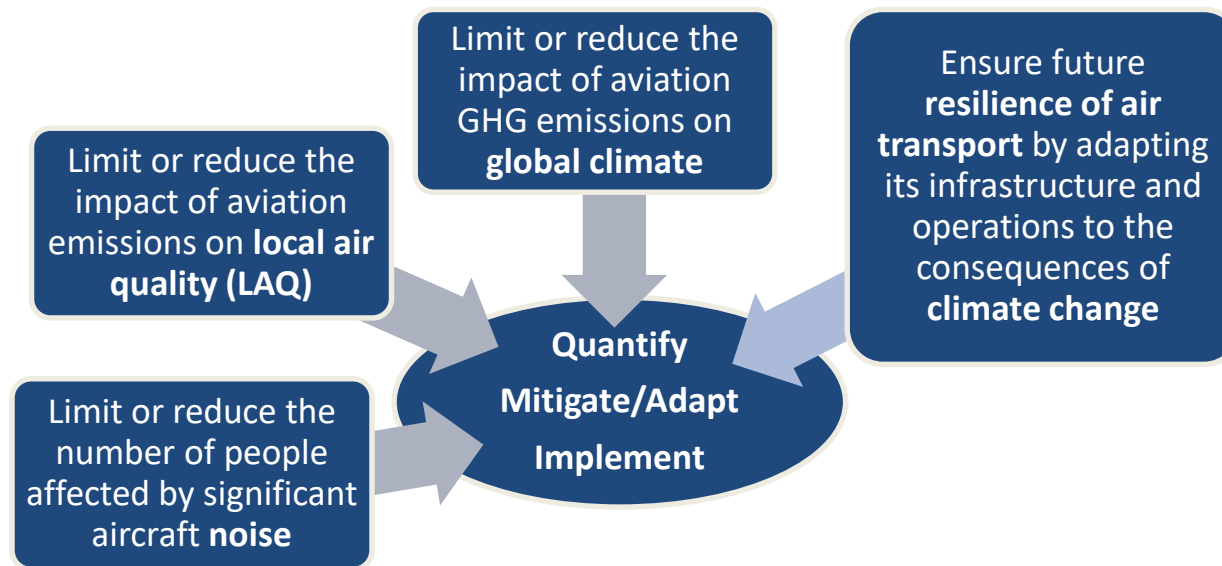 Limit or reduce the
impact of aviation
GHG emissions on
global climate
Ensure future
resilience of air
transport by adapting
its infrastructure and
operations to the
consequences of
climate change
Limit or reduce the
impact of aviation
emissions on local air
quality (LAQ)
Quantify
Mitigate/Adapt
Implement
Limit or reduce the
number of people
affected by significant
aircraft noise